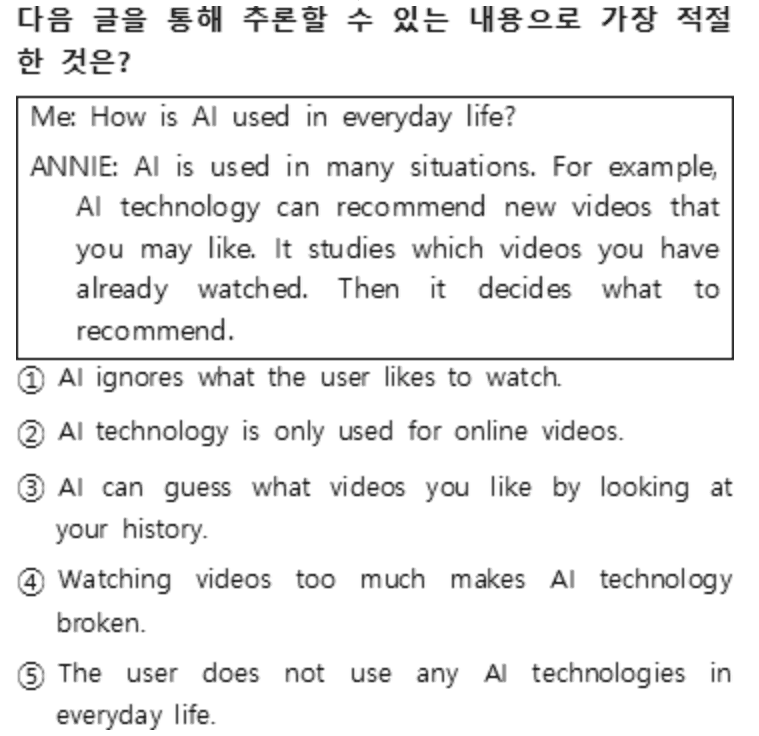 다음 글을 통해 추론할 수 있는 내용으로 가장 적절
한 것은?
Me: How is AI used in everyday life?
ANNIE: AI is used in many situations. For example,
AI technology can recommend new videos that
you may like. It studies which videos you have
already watched. Then it decides what to
recommend.
① AI ignores what the user likes to watch.
② AI technology is only used for online videos.
③ AI can guess what videos you like by looking at
your history.
④ Watching videos too much makes AI technology
broken.
⑤ The user does not use any AI technologies in
everyday life.